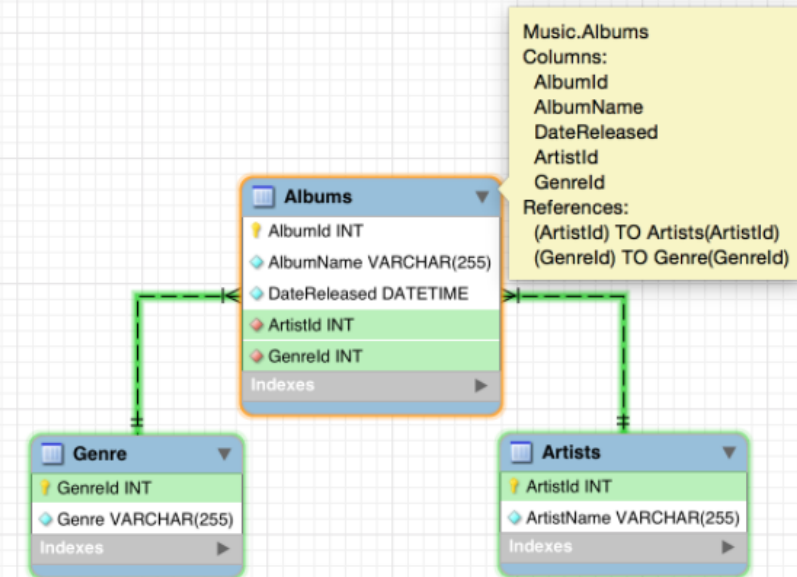 Music.Albums
Columns:
AlbumId
AlbumName
DateReleased
ArtistId
GenreId
References:
(ArtistId) TO Artists(ArtistId)
(GenreId) TO Genre(GenreId)
Albums
AlbumId INT
AlbumName VARCHAR(255)
DateReleased DATETIME
ArtistId INT
GenreId INT
Indexes
Genre
GenreId INT
Genre VARCHAR(255)
Indexes
Artists
ArtistId INT
ArtistName VARCHAR(255)
Indexes